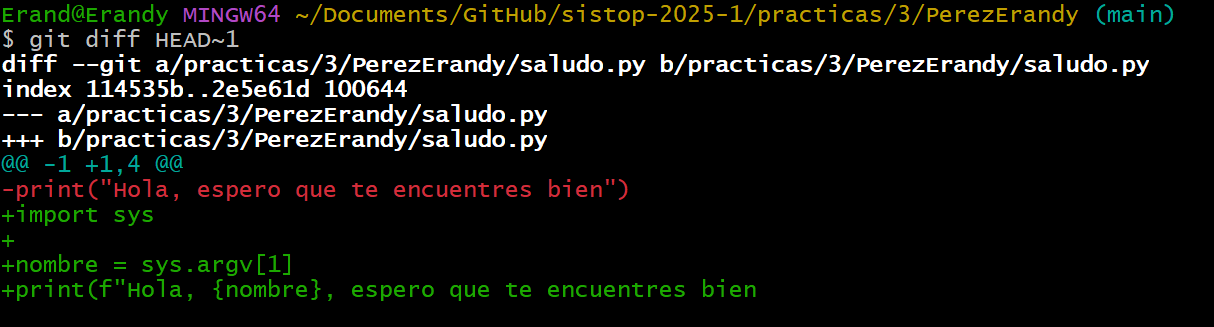 Erand@Erandy MINGW64 ~/Documents/GitHub/sistop-2025-1/practicas/3/PerezErandy (main)
$ git diff HEAD~1
diff --git a/practicas/3/PerezErandy/saludo.py b/practicas/3/PerezErandy/saludo.py
index 114535b..2e5e61d 100644
--- a/practicas/3/PerezErandy/saludo.py
+++ b/practicas/3/PerezErandy/saludo.py
@@ -1 +1,4 @@
-print("Hola, espero que te encuentres bien")
+import sys
+
+nombre = sys.argv[1]
+print(f"Hola, {nombre}, espero que te encuentres bien